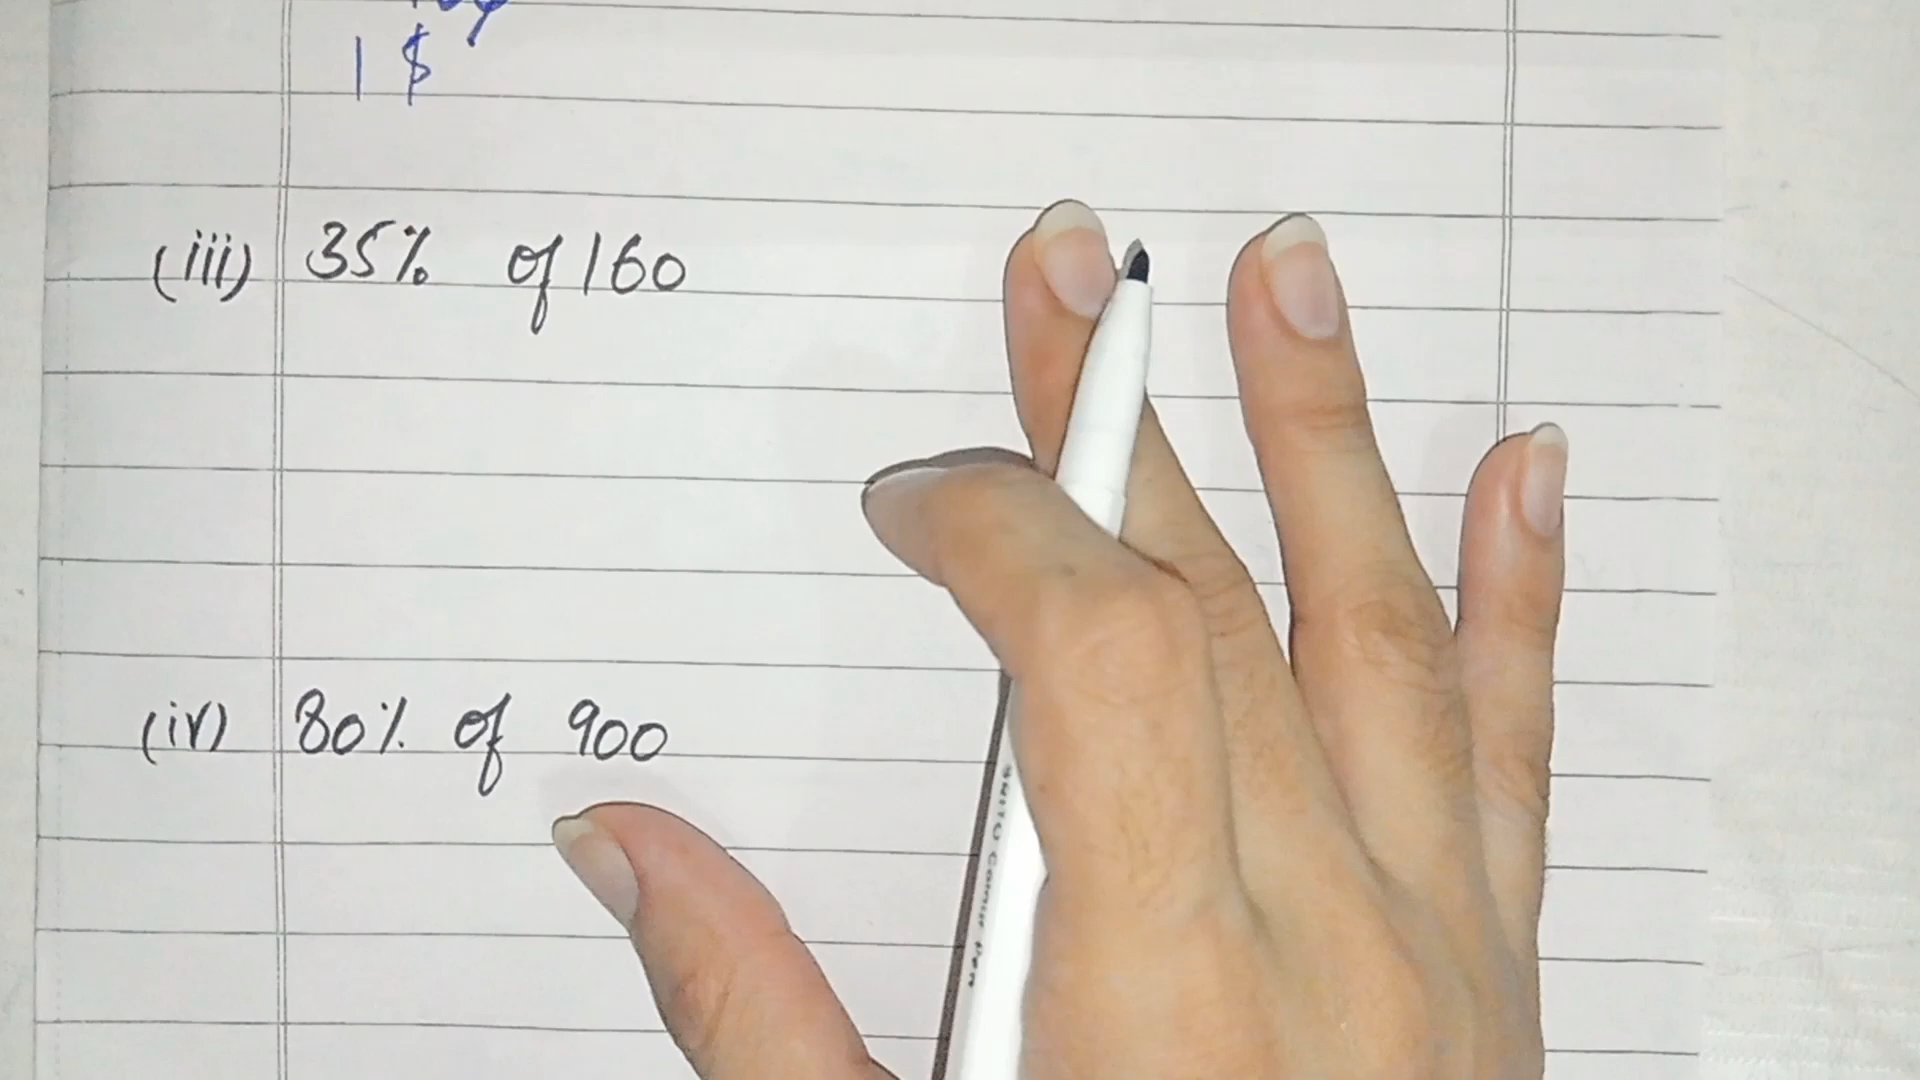 1 $
(iii) 35% of 160
(iv) 80% of 900